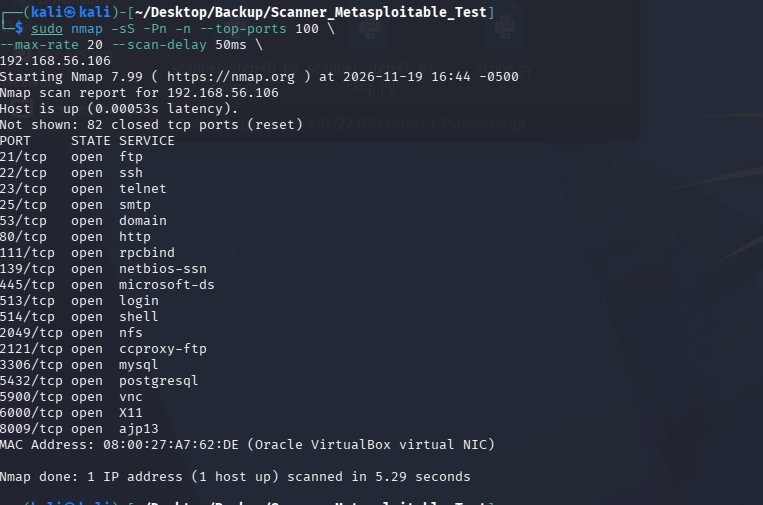 ┌──(kali㉿kali)-[~/Desktop/Backup/Scanner_Metasploitable_Test]
└─$ sudo nmap -sS -Pn -n --top-ports 100 \
--max-rate 20 --scan-delay 50ms \
192.168.56.106
Starting Nmap 7.99 ( https://nmap.org ) at 2026-11-19 16:44 -0500
Nmap scan report for 192.168.56.106
Host is up (0.00053s latency).
Not shown: 82 closed tcp ports (reset)
PORT     STATE SERVICE
21/tcp   open  ftp
22/tcp   open  ssh
23/tcp   open  telnet
25/tcp   open  smtp
53/tcp   open  domain
80/tcp   open  http
111/tcp  open  rpcbind
139/tcp  open  netbios-ssn
445/tcp  open  microsoft-ds
513/tcp  open  login
514/tcp  open  shell
2049/tcp open  nfs
2121/tcp open  ccproxy-ftp
3306/tcp open  mysql
5432/tcp open  postgresql
5900/tcp open  vnc
6000/tcp open  X11
8009/tcp open  ajp13
MAC Address: 08:00:27:A7:62:DE (Oracle VirtualBox virtual NIC)
Nmap done: 1 IP address (1 host up) scanned in 5.29 seconds
(kali㉿kali)-[~/Desktop/Backup/Scanner_Metasploitable_Test]